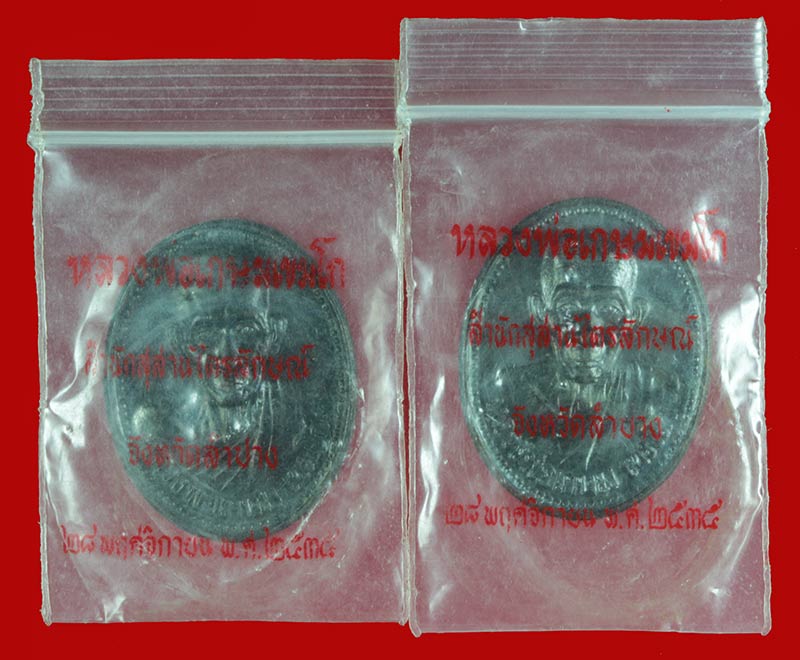 หลวงพ่อเกษมเขมโก
สำนักสุสานไตรลักษณ์
จังหวัดลำปาง
๒๘ พฤศจิกายน พ.ศ.๒๕๓๕
หลวงพ่อเกษมเขมโก
สำนักสุสานไตรลักษณ์
จังหวัดลำปาง
๒๘ พฤศจิกายน พ.ศ.๒๕๓๕